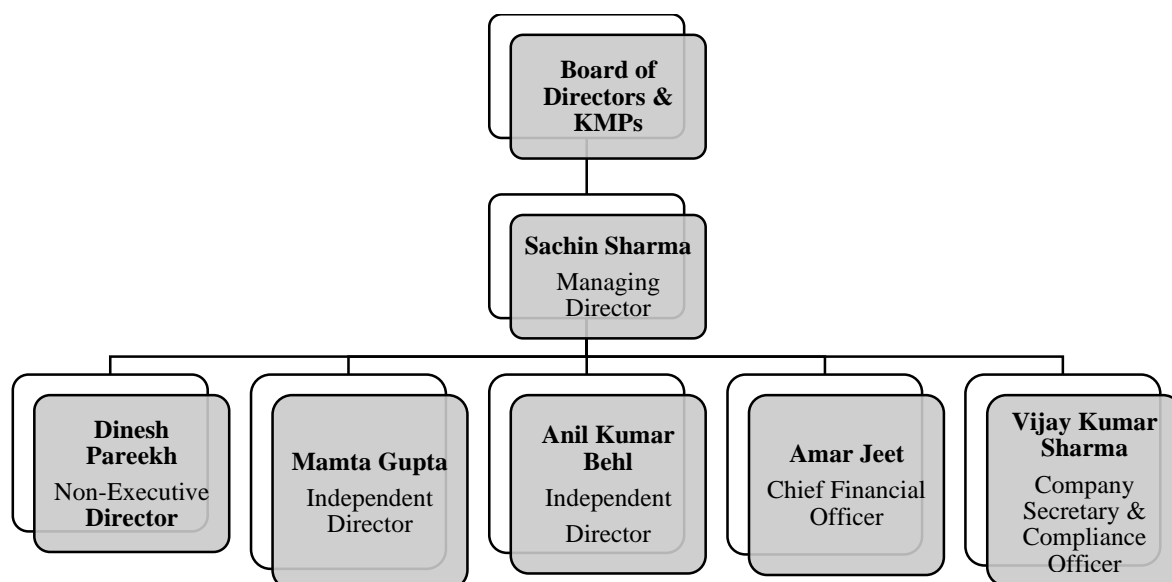 Board of
Directors &
KMPs
Sachin Sharma
Managing
Director
Dinesh
Pareekh
Non-Executive
Director
Mamta Gupta
Independent
Director
Anil Kumar
Behl
Independent
Director
Amar Jeet
Chief Financial
Officer
Vijay Kumar
Sharma
Company
Secretary &
Compliance
Officer